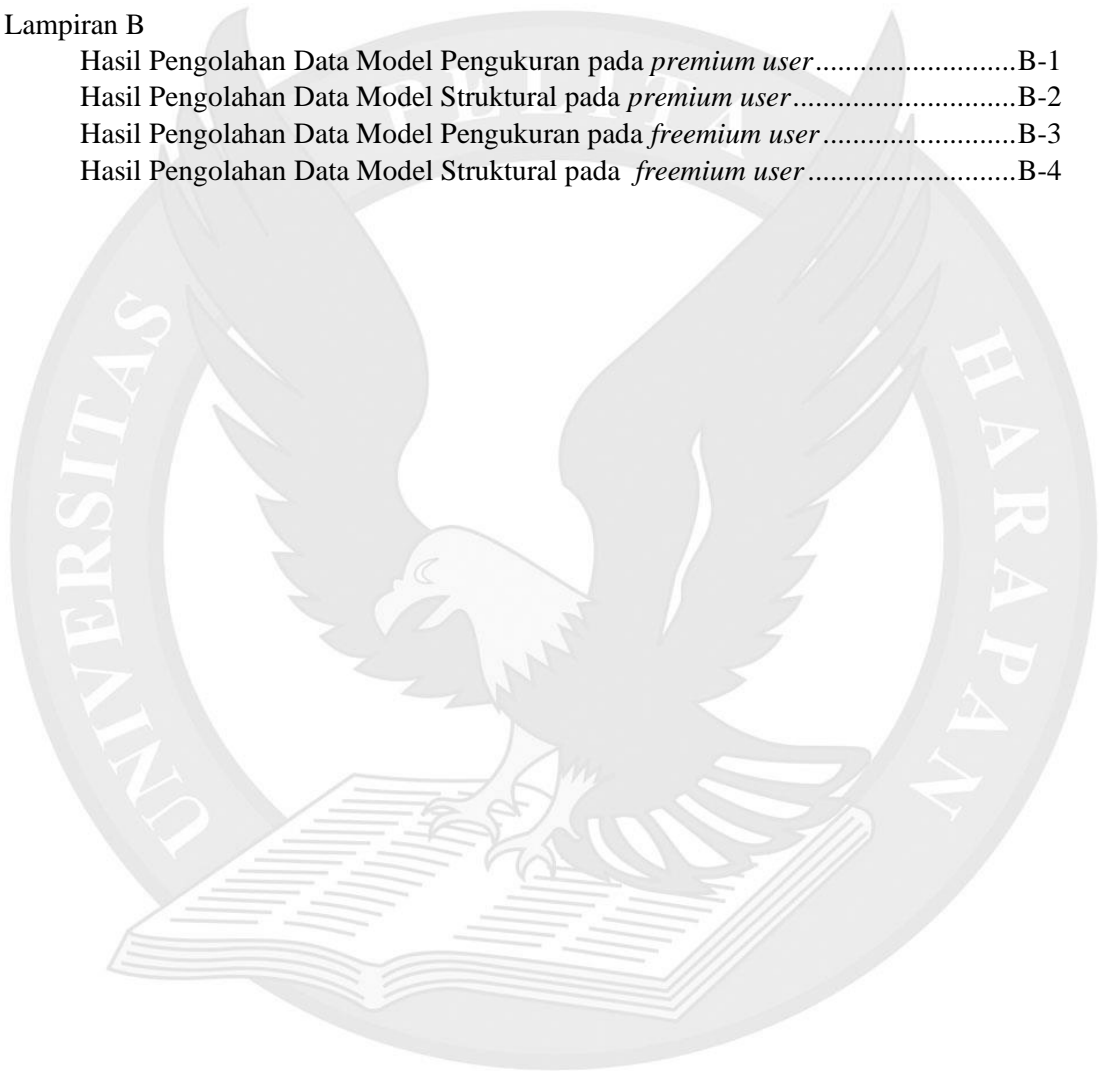 Lampiran B
Hasil Pengolahan Data Model Pengukuran pada premium user...........................B-1
Hasil Pengolahan Data Model Struktural pada premium user..............................B-2
Hasil Pengolahan Data Model Pengukuran pada freemium user..........................B-3
Hasil Pengolahan Data Model Struktural pada freemium user............................B-4
UNIVERSITAS
PELITA
HARAPAN